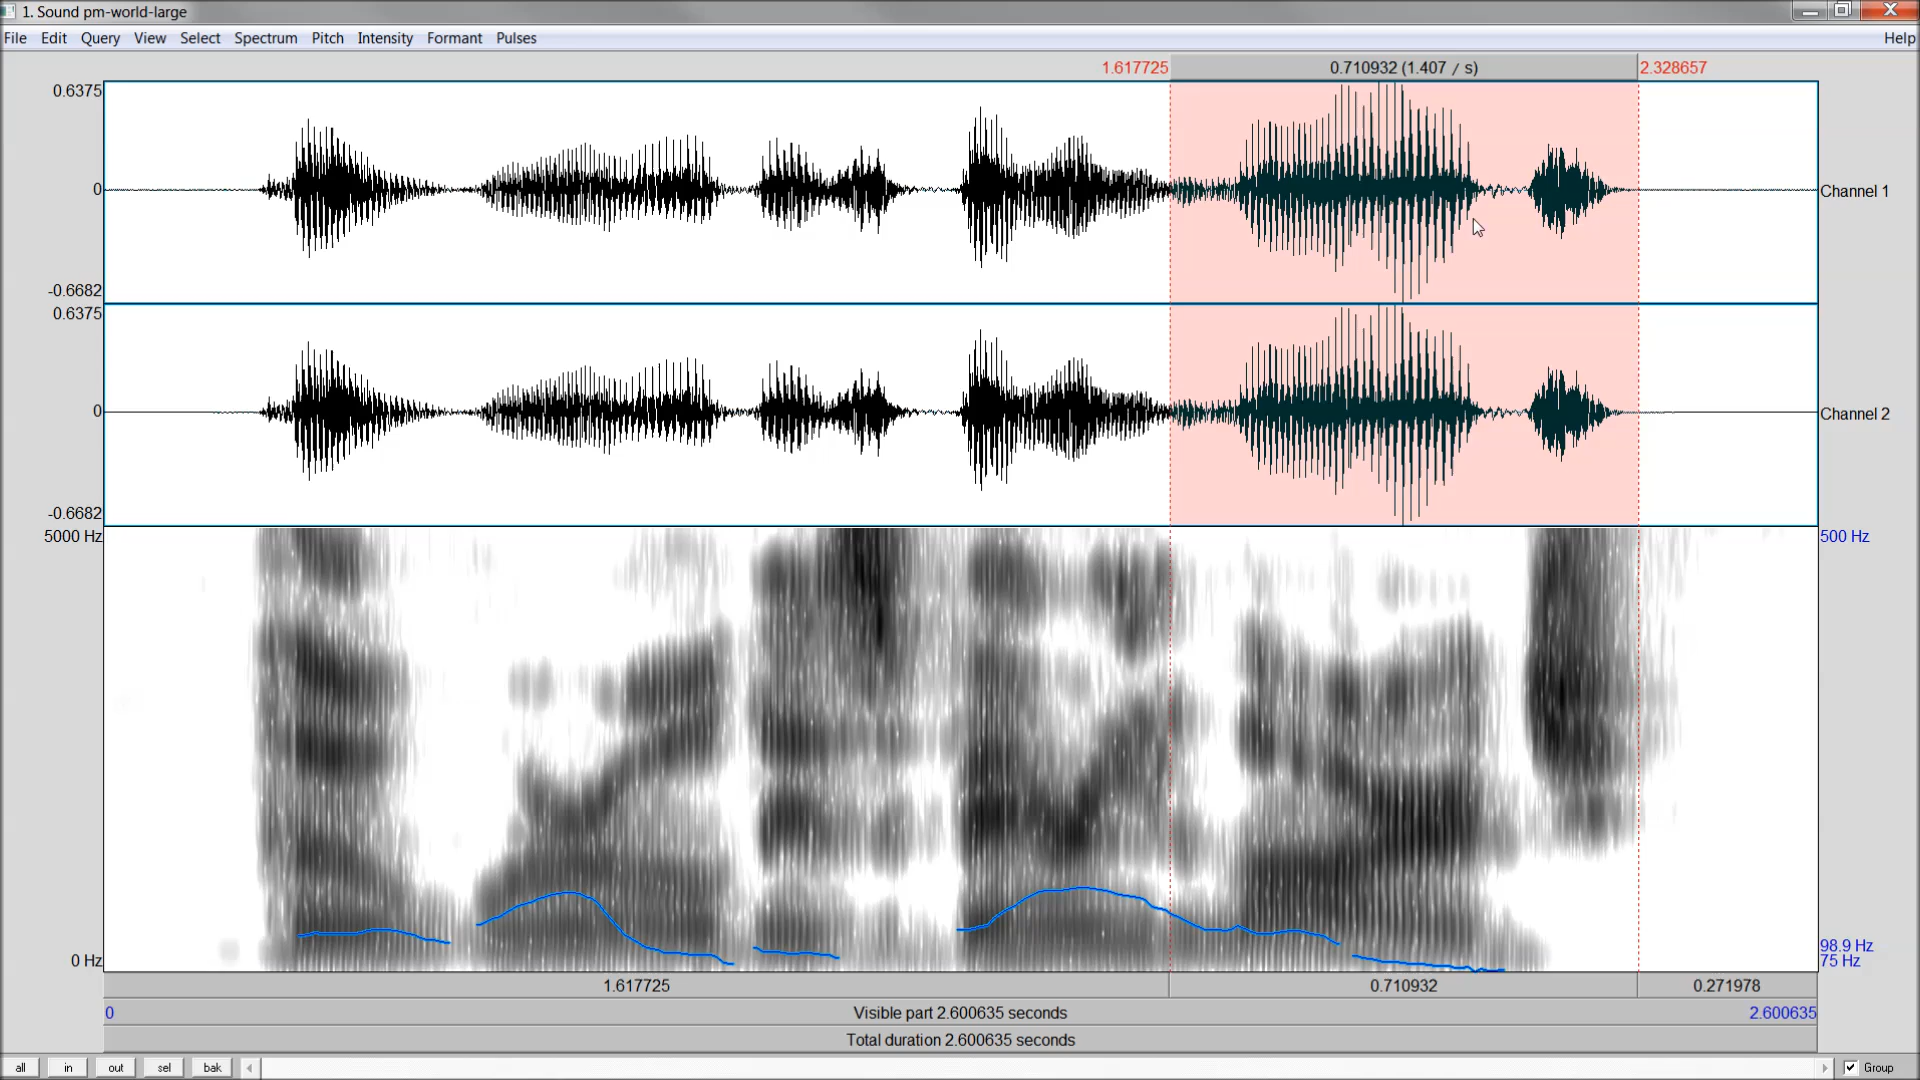 1. Sound pm-world-large
File Edit Query View Select Spectrum Pitch Intensity Formant Pulses Help
1.617725 0.710932 (1.407 / s) 2.328657
0.6375
0 Channel 1
-0.6682
0.6375
0 Channel 2
-0.6682
5000 Hz 500 Hz
98.9 Hz
0 Hz 75 Hz
1.617725 0.710932 0.271978
0 Visible part 2.600635 seconds 2.600635
Total duration 2.600635 seconds
all in out sel bak Group